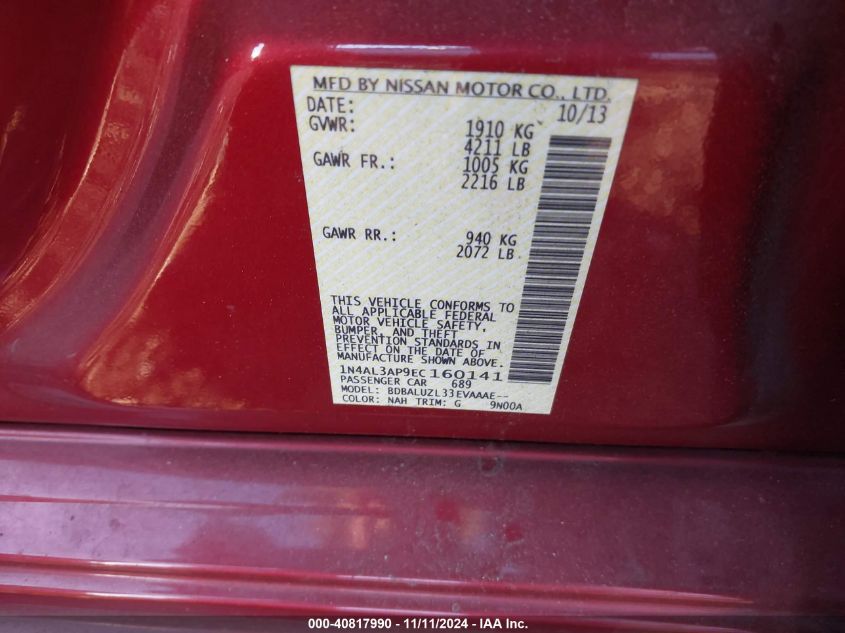 MFD BY NISSAN MOTOR CO., LTD.
DATE: 10/13
GVWR: 1910 KG
4211 LB
GAWR FR.: 1005 KG
2216 LB
GAWR RR.: 940 KG
2072 LB
THIS VEHICLE CONFORMS TO
ALL APPLICABLE FEDERAL
MOTOR VEHICLE SAFETY,
BUMPER, AND THEFT
PREVENTION STANDARDS IN
EFFECT ON THE DATE OF
MANUFACTURE SHOWN ABOVE.
1N4AL3AP9EC160141
PASSENGER CAR 689
MODEL: BDBALUZL33EVAAAE--
COLOR: NAH TRIM: G 9N00A
000-40817990 - 11/11/2024 - IAA Inc.